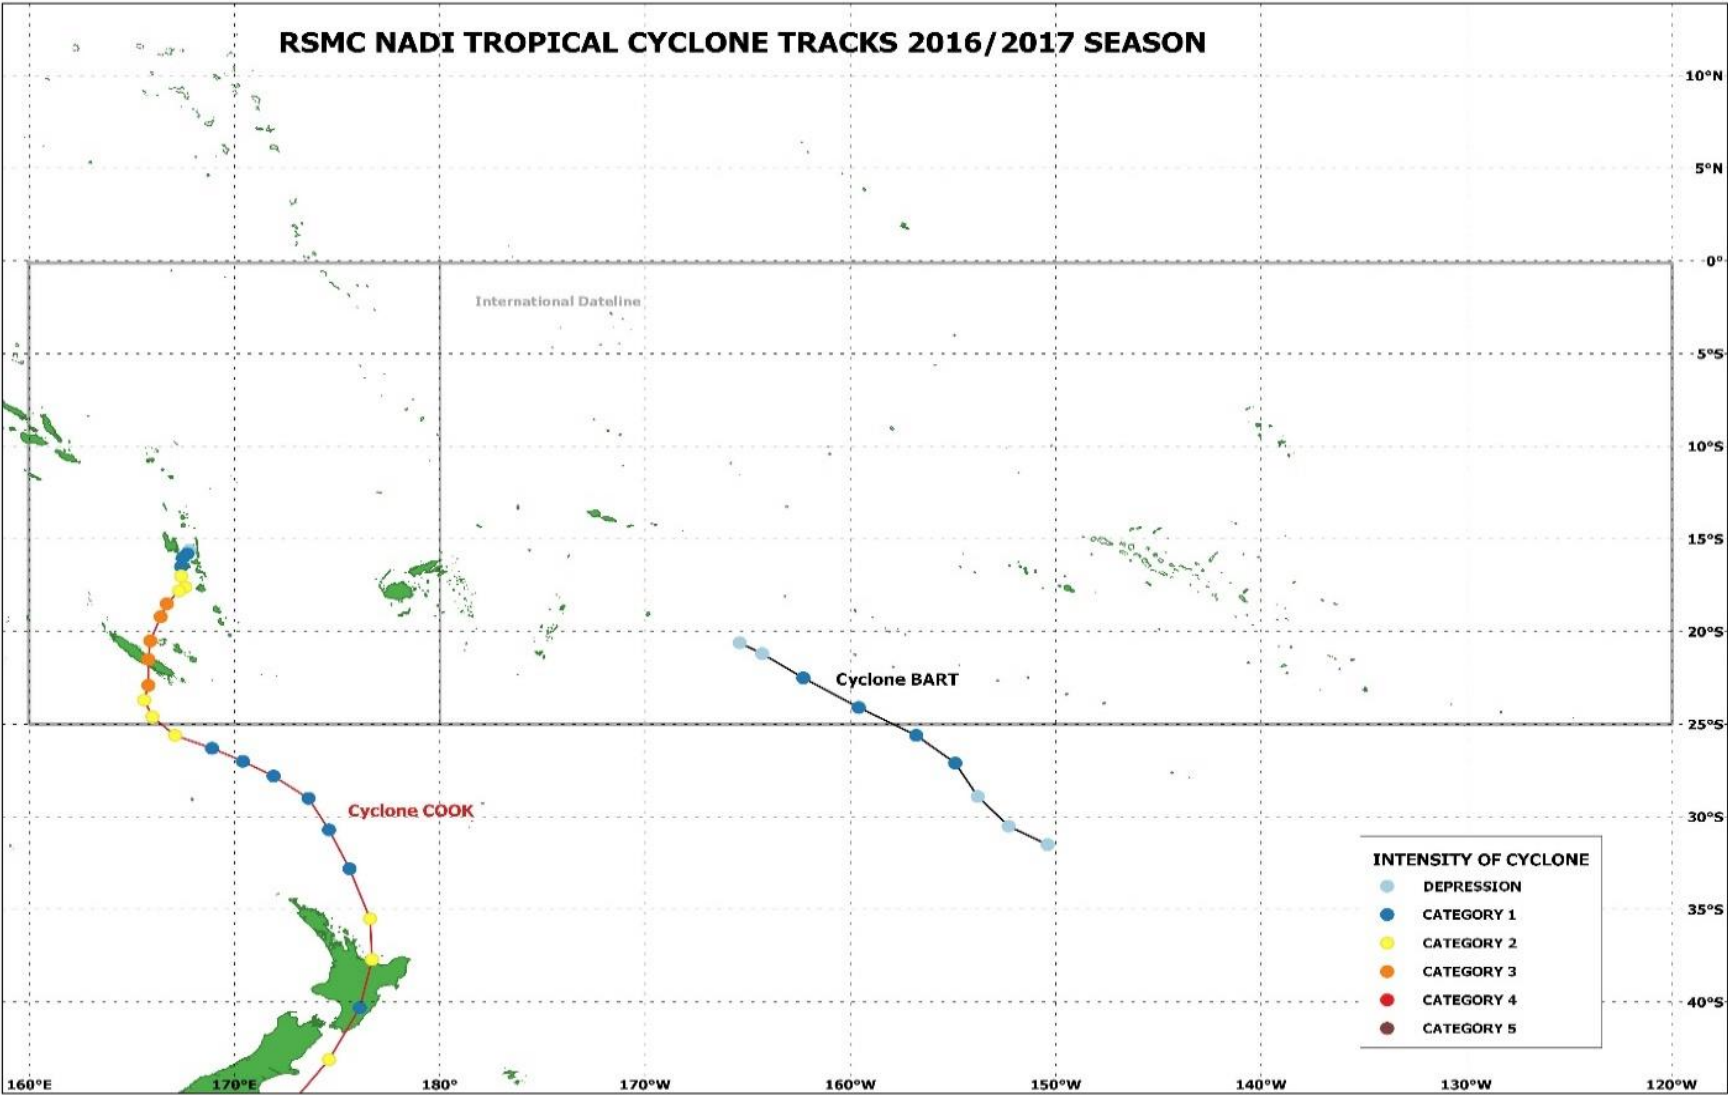 RSMC NADI TROPICAL CYCLONE TRACKS 2016/2017 SEASON
10°N
5°N
0°
International Dateline
5°S
10°S
15°S
20°S
Cyclone BART
25°S
Cyclone COOK
30°S
INTENSITY OF CYCLONE
DEPRESSION
CATEGORY 1
CATEGORY 2
CATEGORY 3
CATEGORY 4
CATEGORY 5
35°S
40°S
160°E
170°E
180°
170°W
160°W
150°W
140°W
130°W
120°W